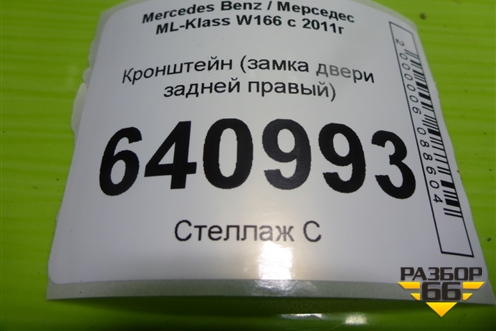 Mercedes Benz / Мерседес
ML-Klass W166 с 2011г
Кронштейн (замка двери
задней правый)
640993
Стеллаж С
2000006088604
РАЗБОР
66